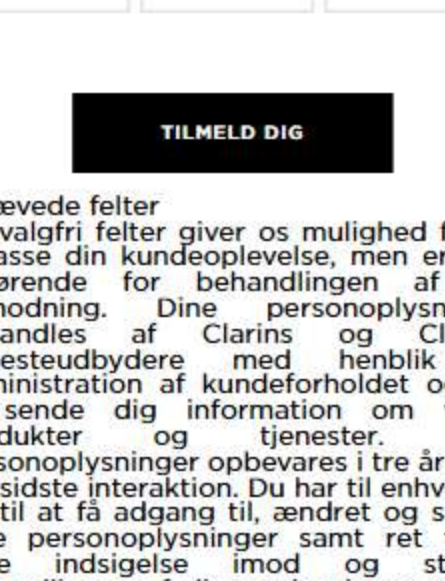 TILMELD DIG
ævede felter
valgfri felter giver os mulighed f
asse din kundeoplevelse, men er
ørende for behandlingen af
nodning. Dine personoplysn
andles af Clarins og Cl
esteudbydere med henblik
ninistration af kundeforholdet o
sende dig information om
dukter og tjenester.
sonoplysninger opbevares i tre år
sidste interaktion. Du har til enhv
til at få adgang til, ændret og s
e personoplysninger samt ret
e indsigelse imod og st